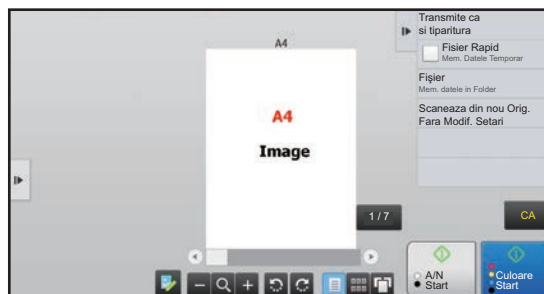 A4
A4
Image
1 / 7
Transmite ca
si tiparitura
Fisier Rapid
Mem. Datele Temporar
Fişier
Mem. datele in Folder
Scaneaza din nou Orig.
Fara Modif. Setari
CA
A/N
Start
Culoare
Start